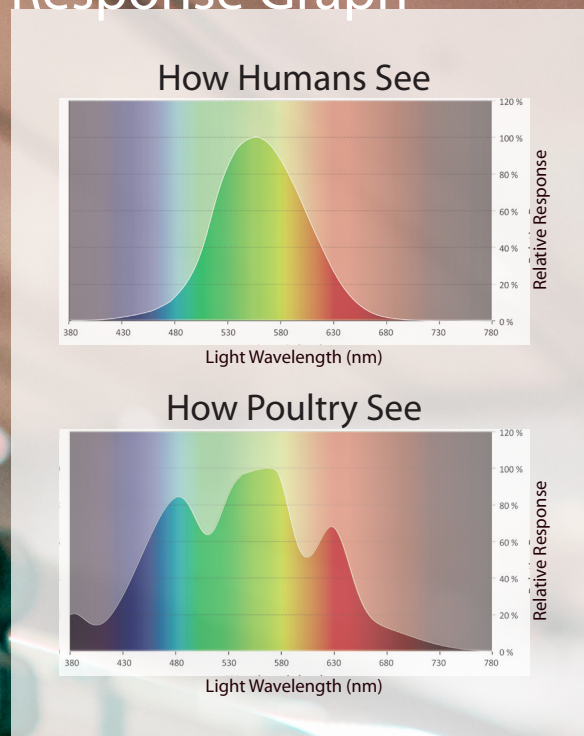 Response Graph
How Humans See
120 %
100 %
80 %
60 %
40 %
20 %
0 %
Relative Response
380 430 480 530 580 630 680 730 780
Light Wavelength (nm)
How Poultry See
120 %
100 %
80 %
60 %
40 %
20 %
0 %
Relative Response
380 430 480 530 580 630 680 730 780
Light Wavelength (nm)